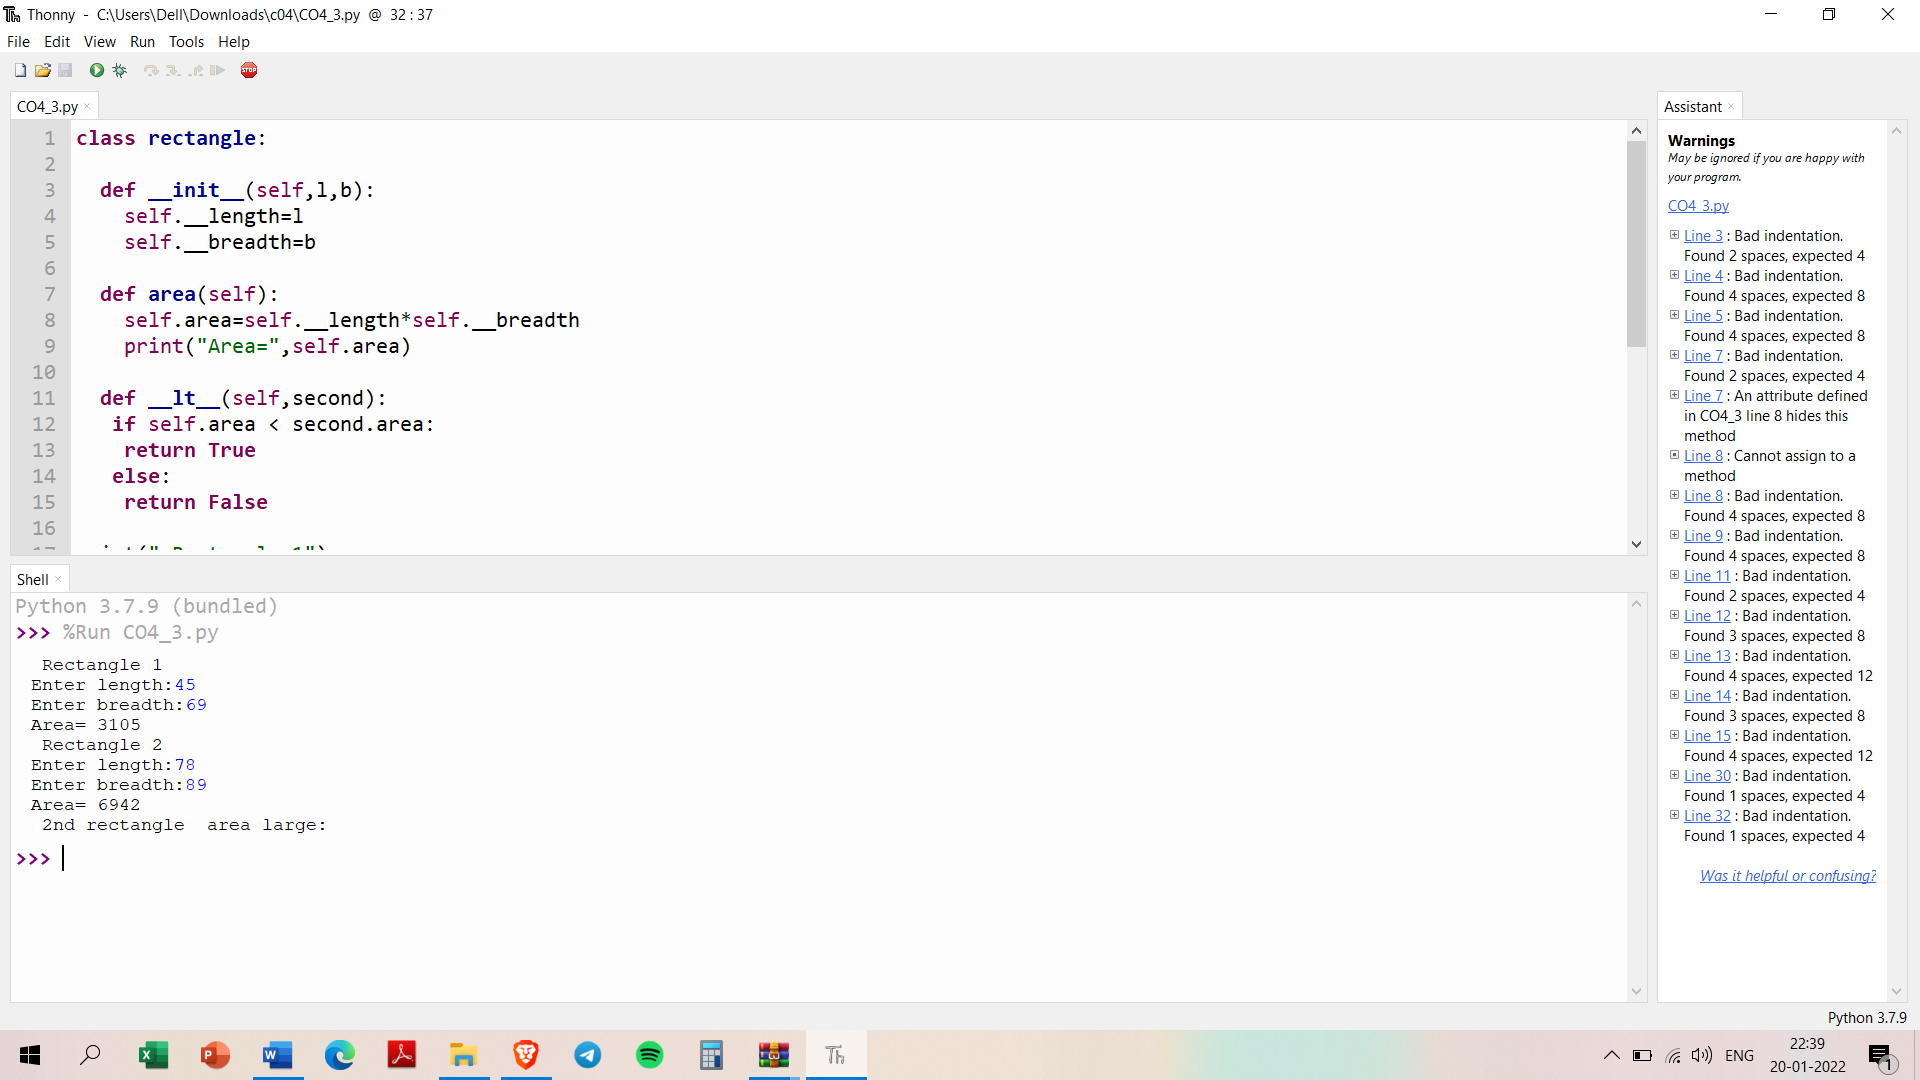 Thonny - C:\Users\Dell\Downloads\c04\CO4_3.py @ 32 : 37
File Edit View Run Tools Help
STOP
CO4_3.py
1 class rectangle:
2
3   def __init__(self,l,b):
4     self.__length=l
5     self.__breadth=b
6
7   def area(self):
8     self.area=self.__length*self.__breadth
9     print("Area=",self.area)
10
11   def __lt__(self,second):
12    if self.area < second.area:
13     return True
14    else:
15     return False
16
Shell
Python 3.7.9 (bundled)
>>> %Run CO4_3.py
 Rectangle 1
Enter length:45
Enter breadth:69
Area= 3105
 Rectangle 2
Enter length:78
Enter breadth:89
Area= 6942
 2nd rectangle  area large:
>>>
Assistant
Warnings
May be ignored if you are happy with
your program.
CO4_3.py
Line 3 : Bad indentation.
Found 2 spaces, expected 4
Line 4 : Bad indentation.
Found 4 spaces, expected 8
Line 5 : Bad indentation.
Found 4 spaces, expected 8
Line 7 : Bad indentation.
Found 2 spaces, expected 4
Line 7 : An attribute defined
in CO4_3 line 8 hides this
method
Line 8 : Cannot assign to a
method
Line 8 : Bad indentation.
Found 4 spaces, expected 8
Line 9 : Bad indentation.
Found 4 spaces, expected 8
Line 11 : Bad indentation.
Found 2 spaces, expected 4
Line 12 : Bad indentation.
Found 3 spaces, expected 8
Line 13 : Bad indentation.
Found 4 spaces, expected 12
Line 14 : Bad indentation.
Found 3 spaces, expected 8
Line 15 : Bad indentation.
Found 4 spaces, expected 12
Line 30 : Bad indentation.
Found 1 spaces, expected 4
Line 32 : Bad indentation.
Found 1 spaces, expected 4
Was it helpful or confusing?
Python 3.7.9
ENG
22:39
20-01-2022
1